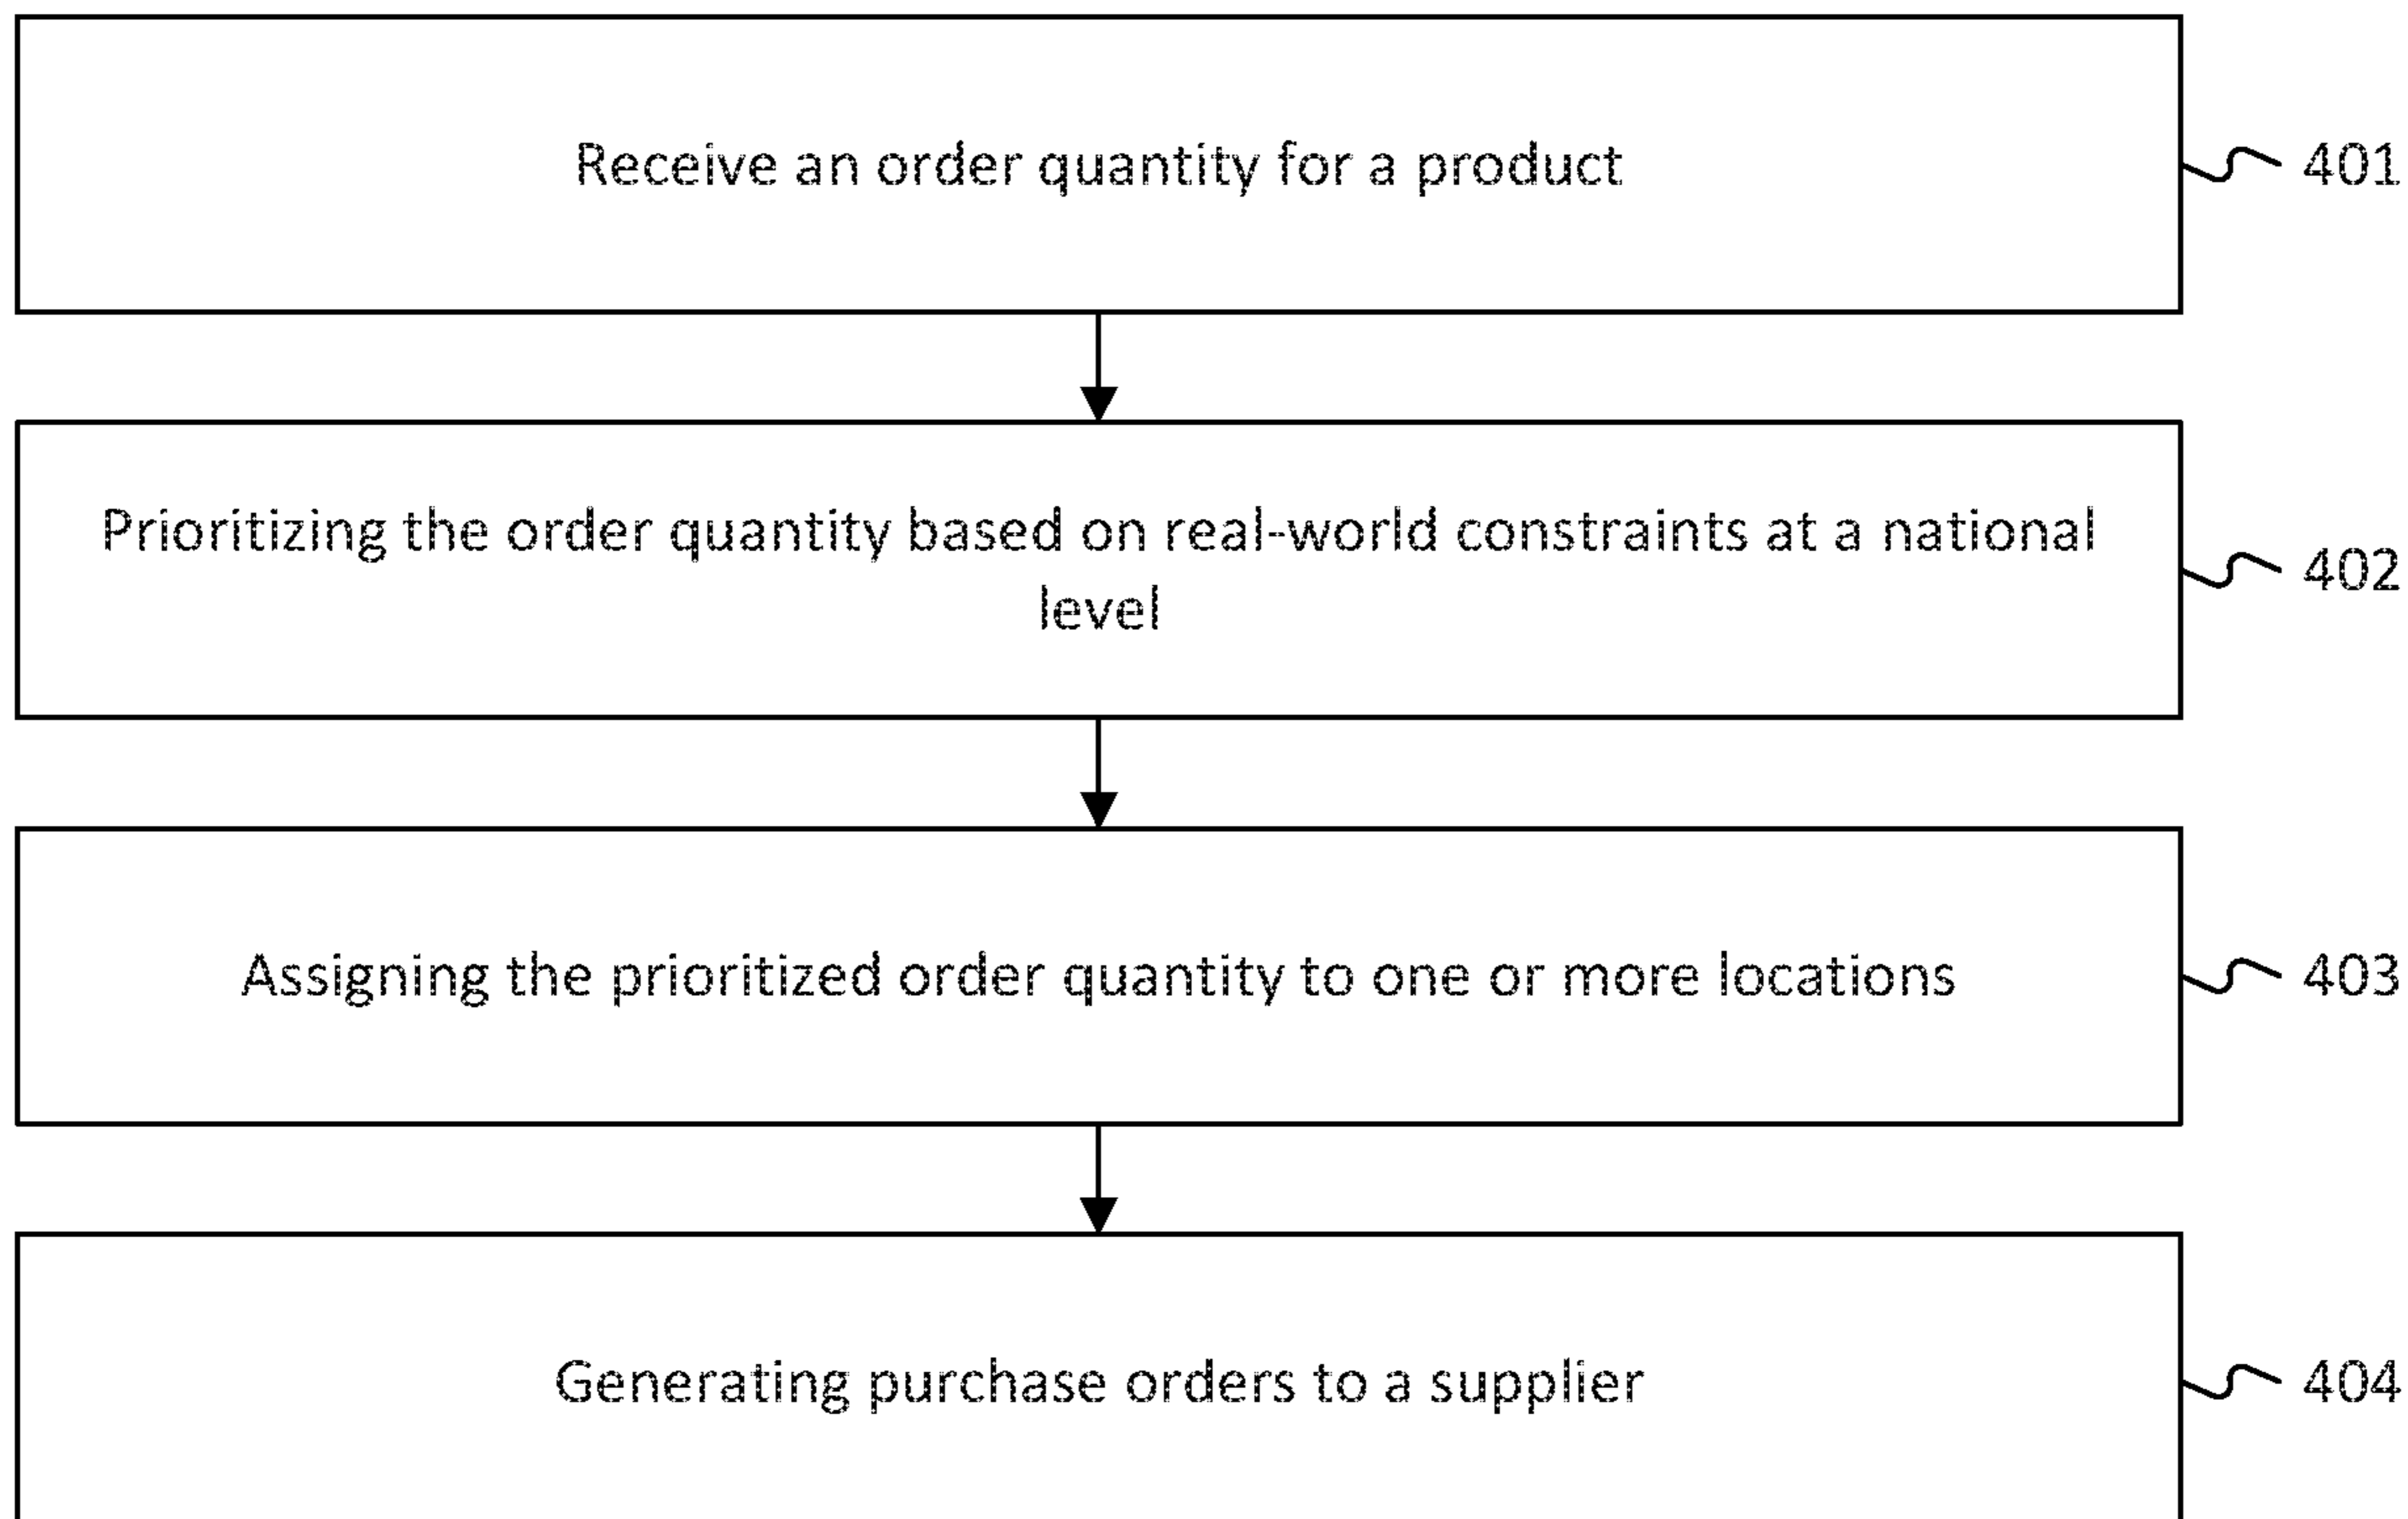 Receive an order quantity for a product
401
Prioritizing the order quantity based on real-world constraints at a national
level
402
Assigning the prioritized order quantity to one or more locations
403
Generating purchase orders to a supplier
404